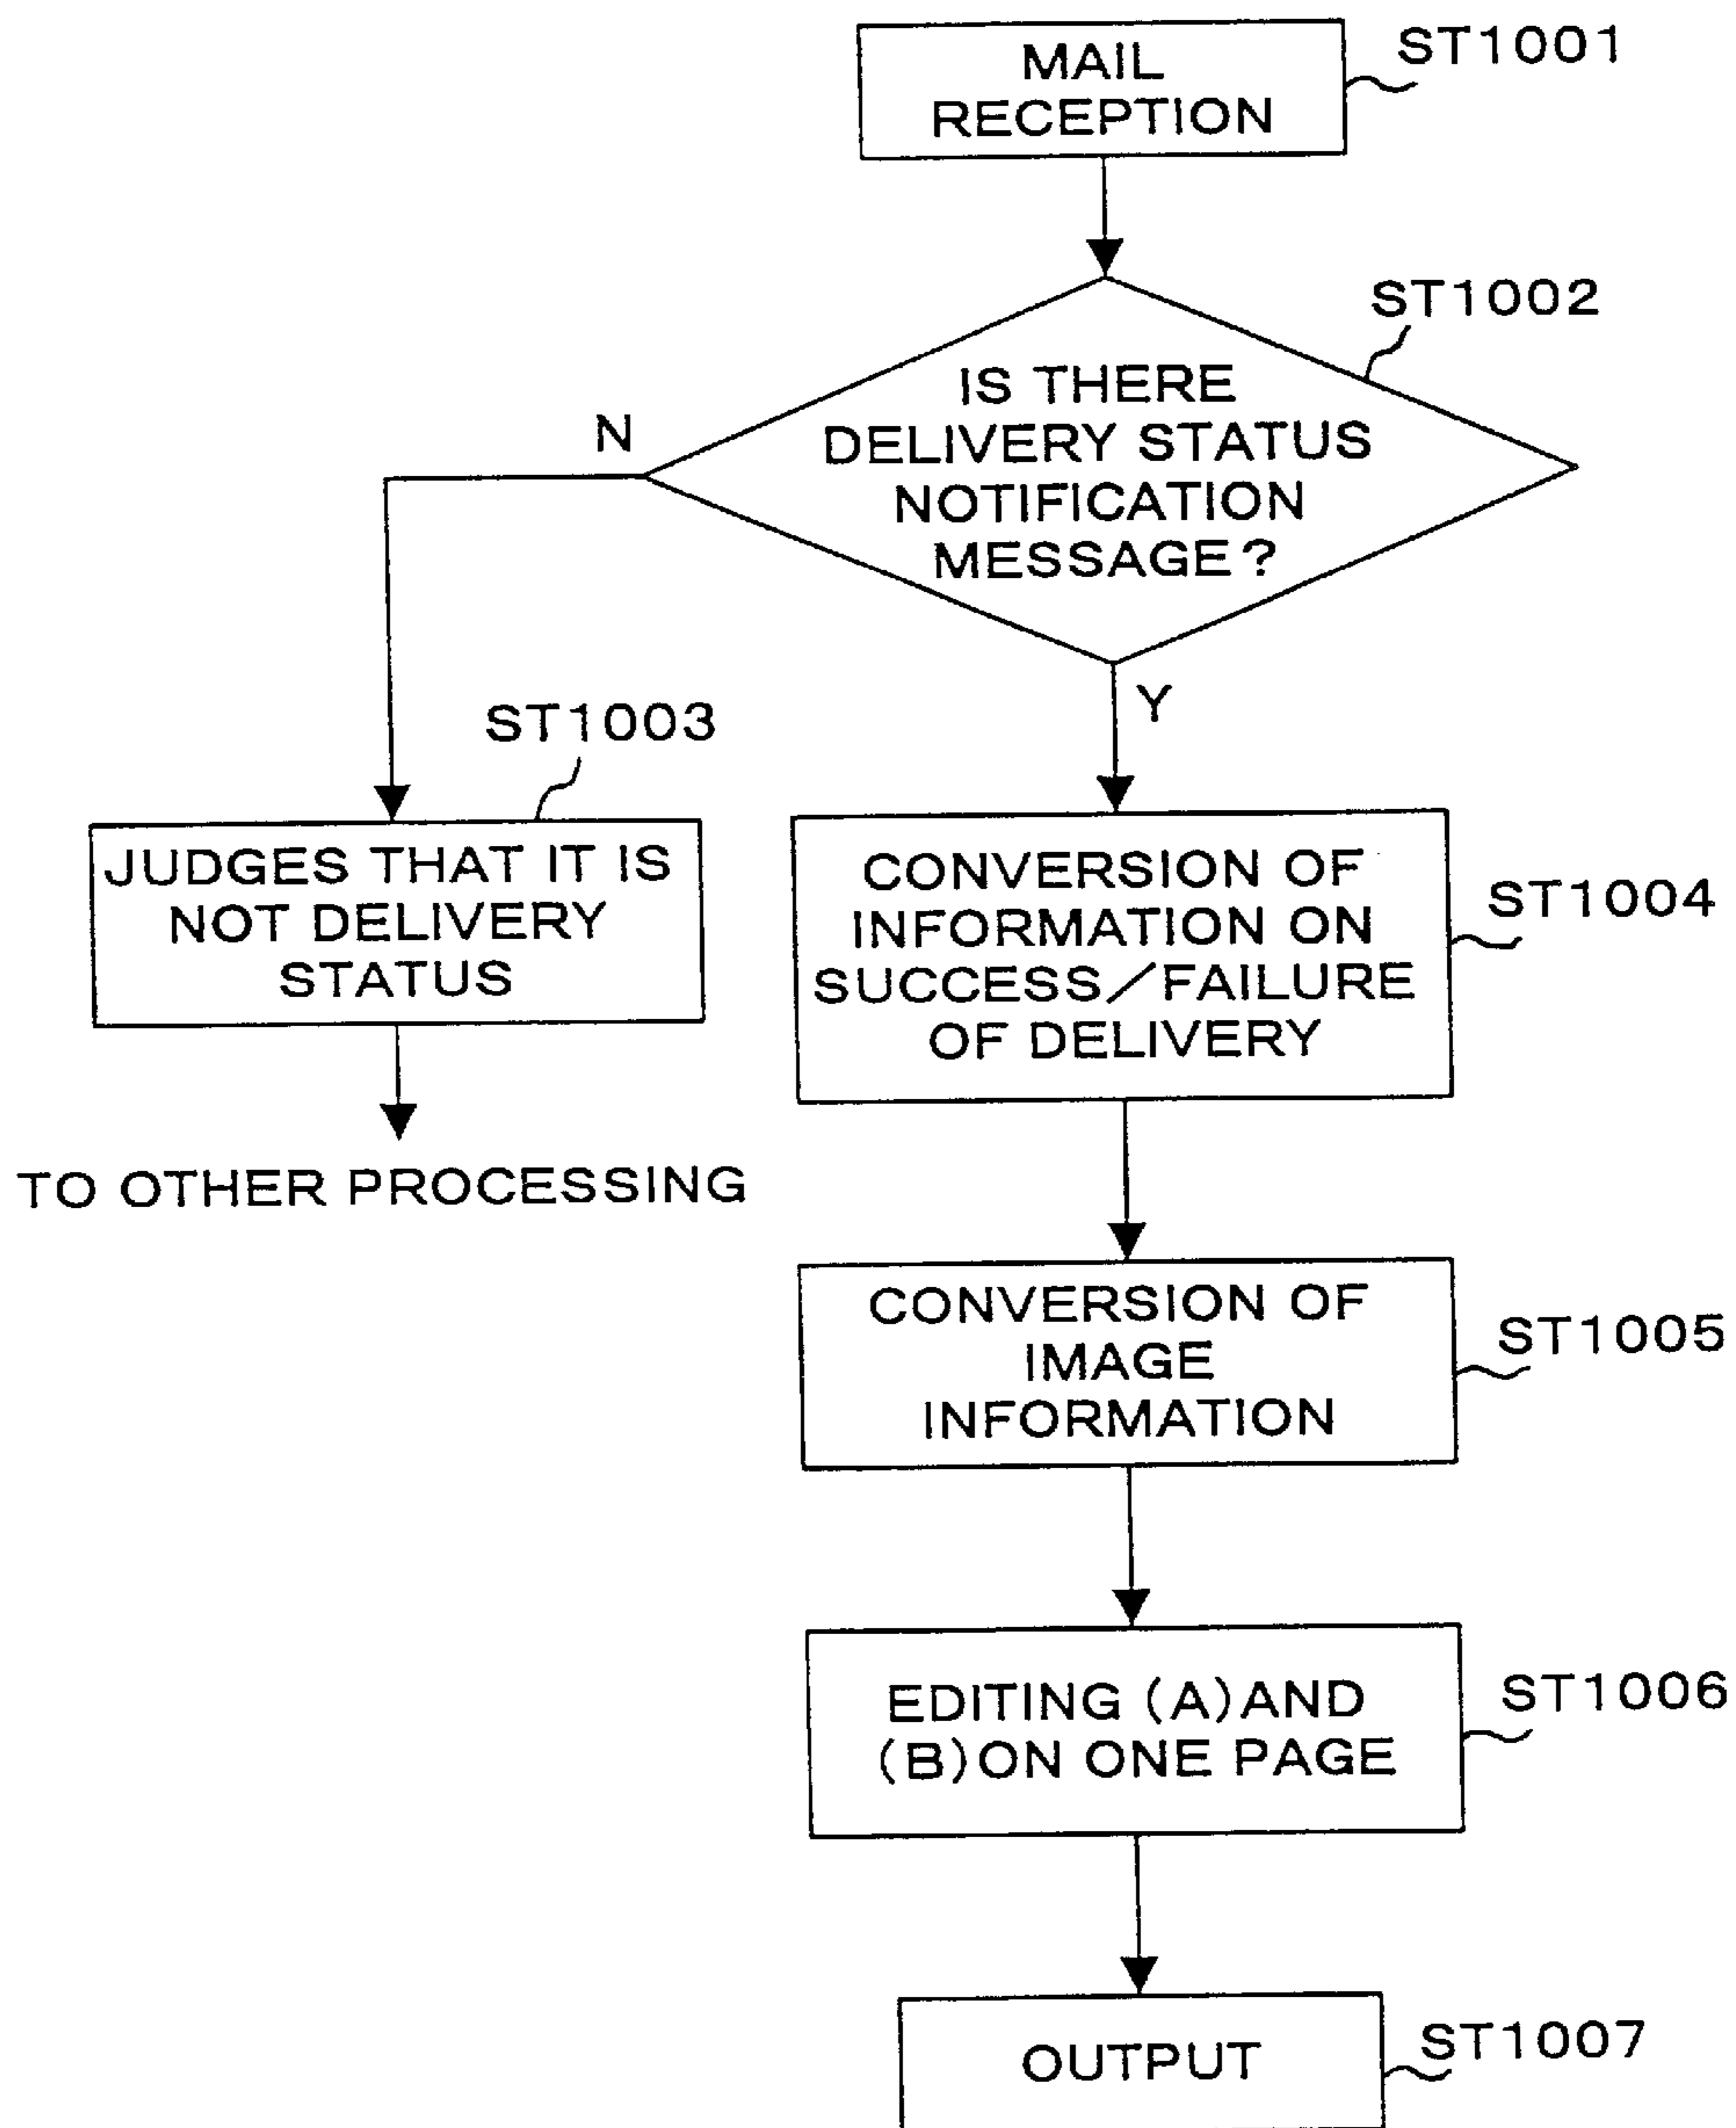 MAIL
RECEPTION
ST1001
ST1002
IS THERE
DELIVERY STATUS
NOTIFICATION
MESSAGE?
N
Y
ST1003
JUDGES THAT IT IS
NOT DELIVERY
STATUS
TO OTHER PROCESSING
CONVERSION OF
INFORMATION ON
SUCCESS/FAILURE
OF DELIVERY
ST1004
CONVERSION OF
IMAGE
INFORMATION
ST1005
EDITING (A)AND
(B)ON ONE PAGE
ST1006
OUTPUT
ST1007